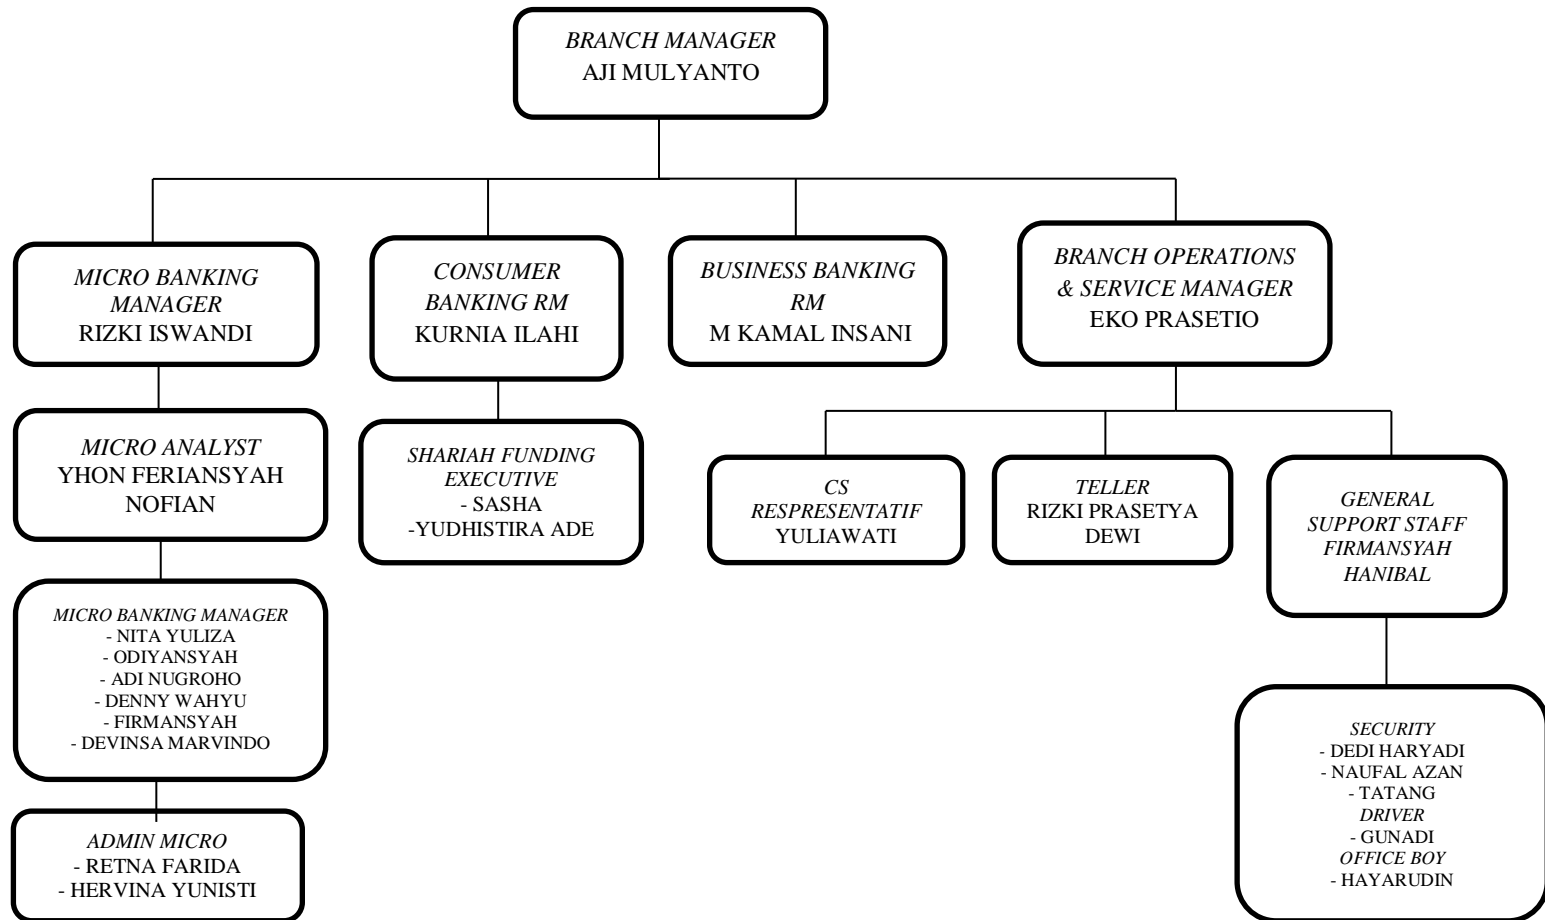 BRANCH MANAGER
AJI MULYANTO
MICRO BANKING
MANAGER
RIZKI ISWANDI
CONSUMER
BANKING RM
KURNIA ILAHI
BUSINESS BANKING
RM
M KAMAL INSANI
BRANCH OPERATIONS
& SERVICE MANAGER
EKO PRASETIO
MICRO ANALYST
YHON FERIANSYAH
NOFIAN
SHARIAH FUNDING
EXECUTIVE
- SASHA
-YUDHISTIRA ADE
CS
RESPRESENTATIF
YULIAWATI
TELLER
RIZKI PRASETYA
DEWI
GENERAL
SUPPORT STAFF
FIRMANSYAH
HANIBAL
MICRO BANKING MANAGER
- NITA YULIZA
- ODIYANSYAH
- ADI NUGROHO
- DENNY WAHYU
- FIRMANSYAH
- DEVINSA MARVINDO
SECURITY
- DEDI HARYADI
- NAUFAL AZAN
- TATANG
DRIVER
- GUNADI
OFFICE BOY
- HAYARUDIN
ADMIN MICRO
- RETNA FARIDA
- HERVINA YUNISTI